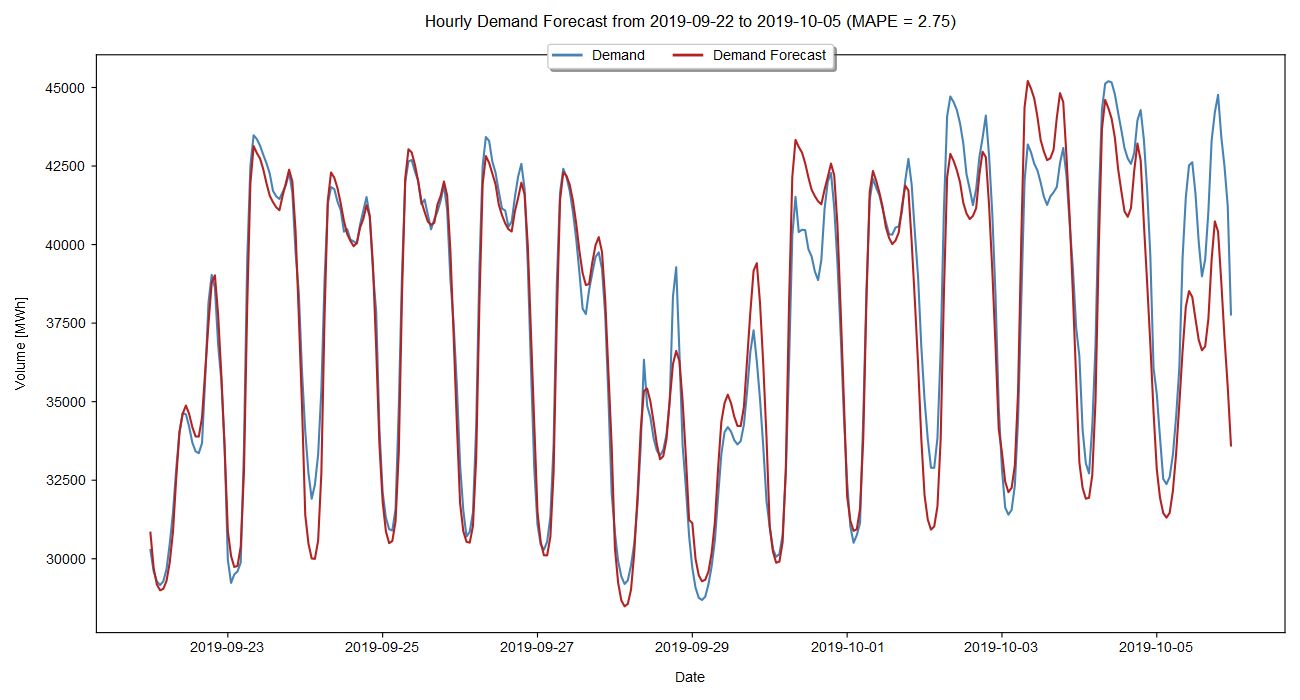 Hourly Demand Forecast from 2019-09-22 to 2019-10-05 (MAPE = 2.75)
Demand Demand Forecast
45000
42500
40000
37500
35000
32500
30000
Volume [MWh]
2019-09-23 2019-09-25 2019-09-27 2019-09-29 2019-10-01 2019-10-03 2019-10-05
Date